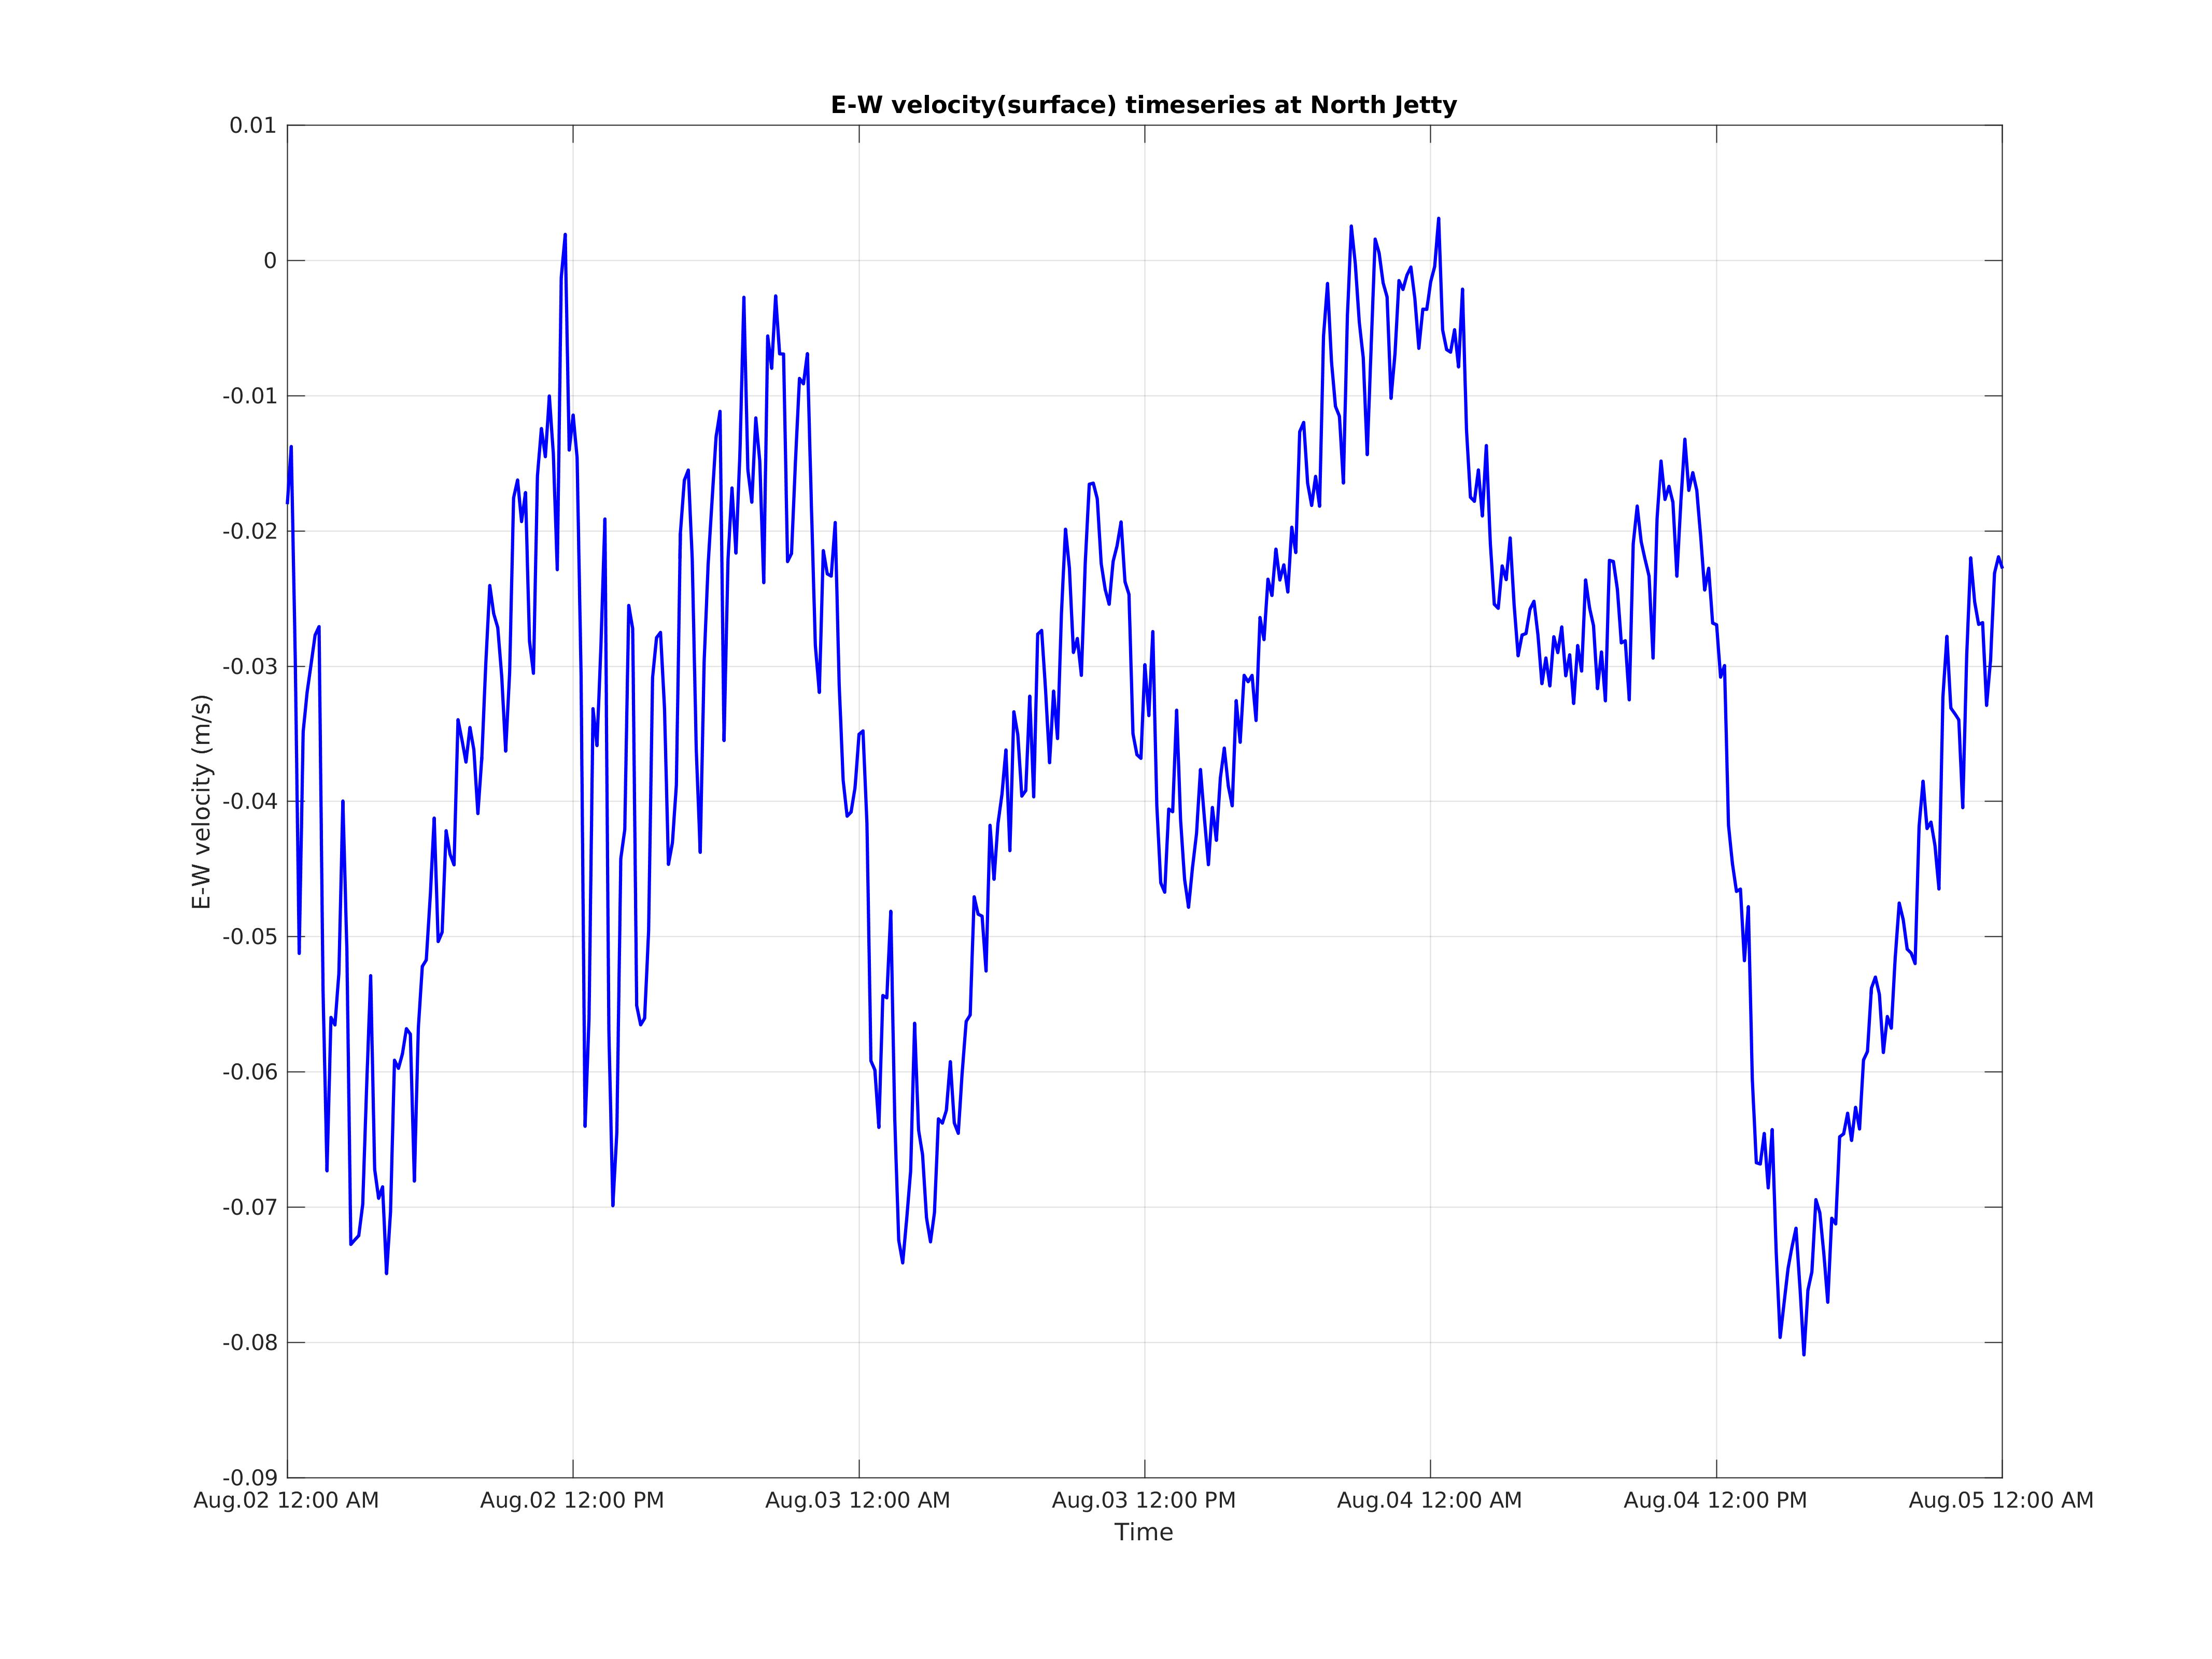 E-W velocity(surface) timeseries at North Jetty
0.01
0
-0.01
-0.02
-0.03
-0.04
-0.05
-0.06
-0.07
-0.08
-0.09
E-W velocity (m/s)
Aug.02 12:00 AM
Aug.02 12:00 PM
Aug.03 12:00 AM
Aug.03 12:00 PM
Aug.04 12:00 AM
Aug.04 12:00 PM
Aug.05 12:00 AM
Time